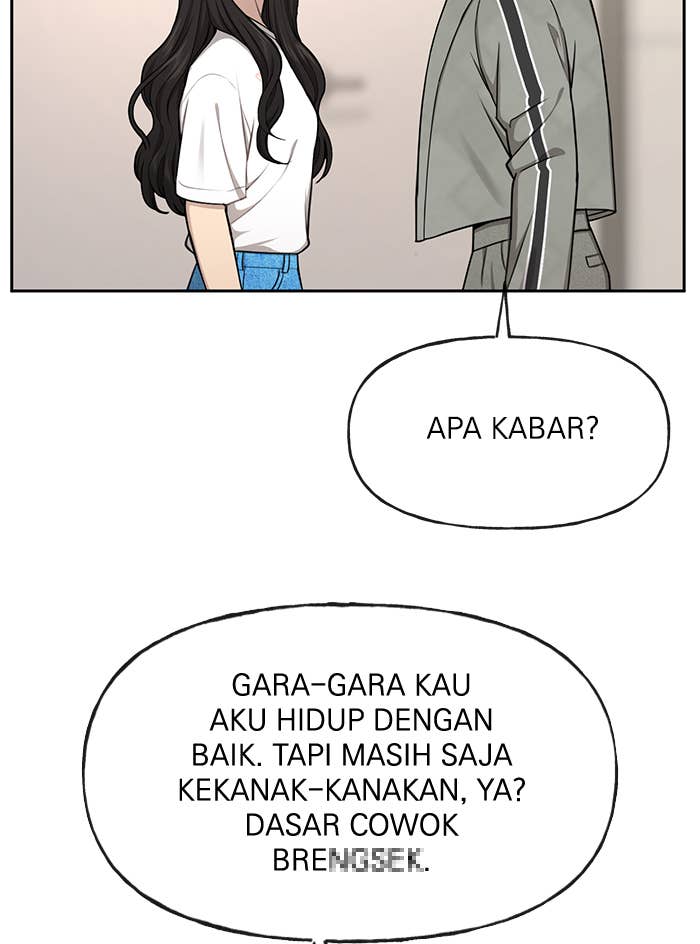 APA KABAR?
GARA-GARA KAU
AKU HIDUP DENGAN
BAIK. TAPI MASIH SAJA
KEKANAK-KANAKAN, YA?
DASAR COWOK
BRENGSEK.